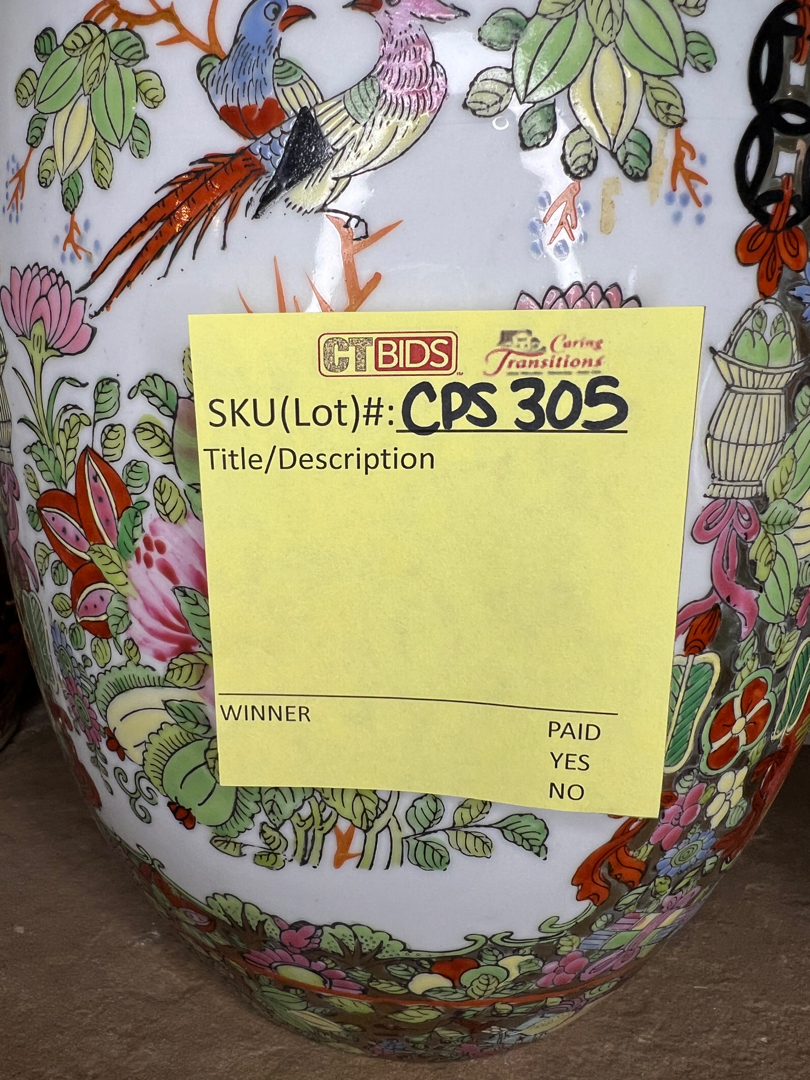 CTBIDS
Caring
Transitions
SKU(Lot)#: CPS 305
Title/Description
WINNER
PAID
YES
NO